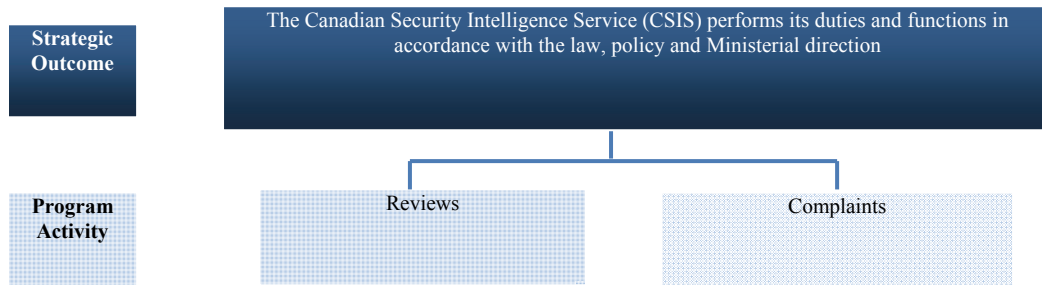 Strategic
Outcome
The Canadian Security Intelligence Service (CSIS) performs its duties and functions in
accordance with the law, policy and Ministerial direction
Program
Activity
Reviews
Complaints